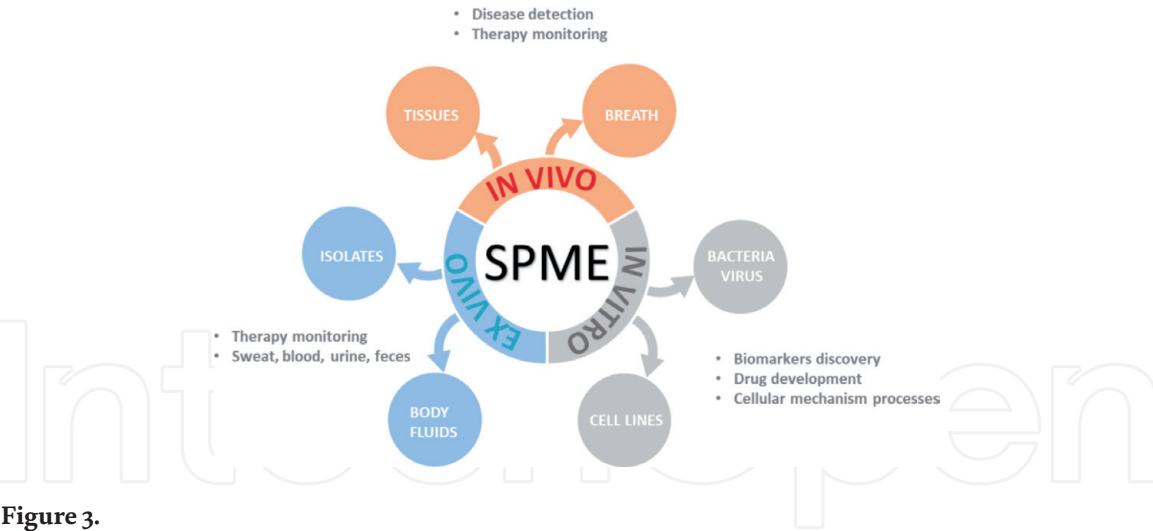 • Disease detection
• Therapy monitoring
TISSUES
BREATH
IN VIVO
ISOLATES
SPME
BACTERIA
VIRUS
EX VIVO
IN VITRO
• Therapy monitoring
• Sweat, blood, urine, feces
• Biomarkers discovery
• Drug development
• Cellular mechanism processes
BODY
FLUIDS
CELL LINES
IntechOpen
Figure 3.